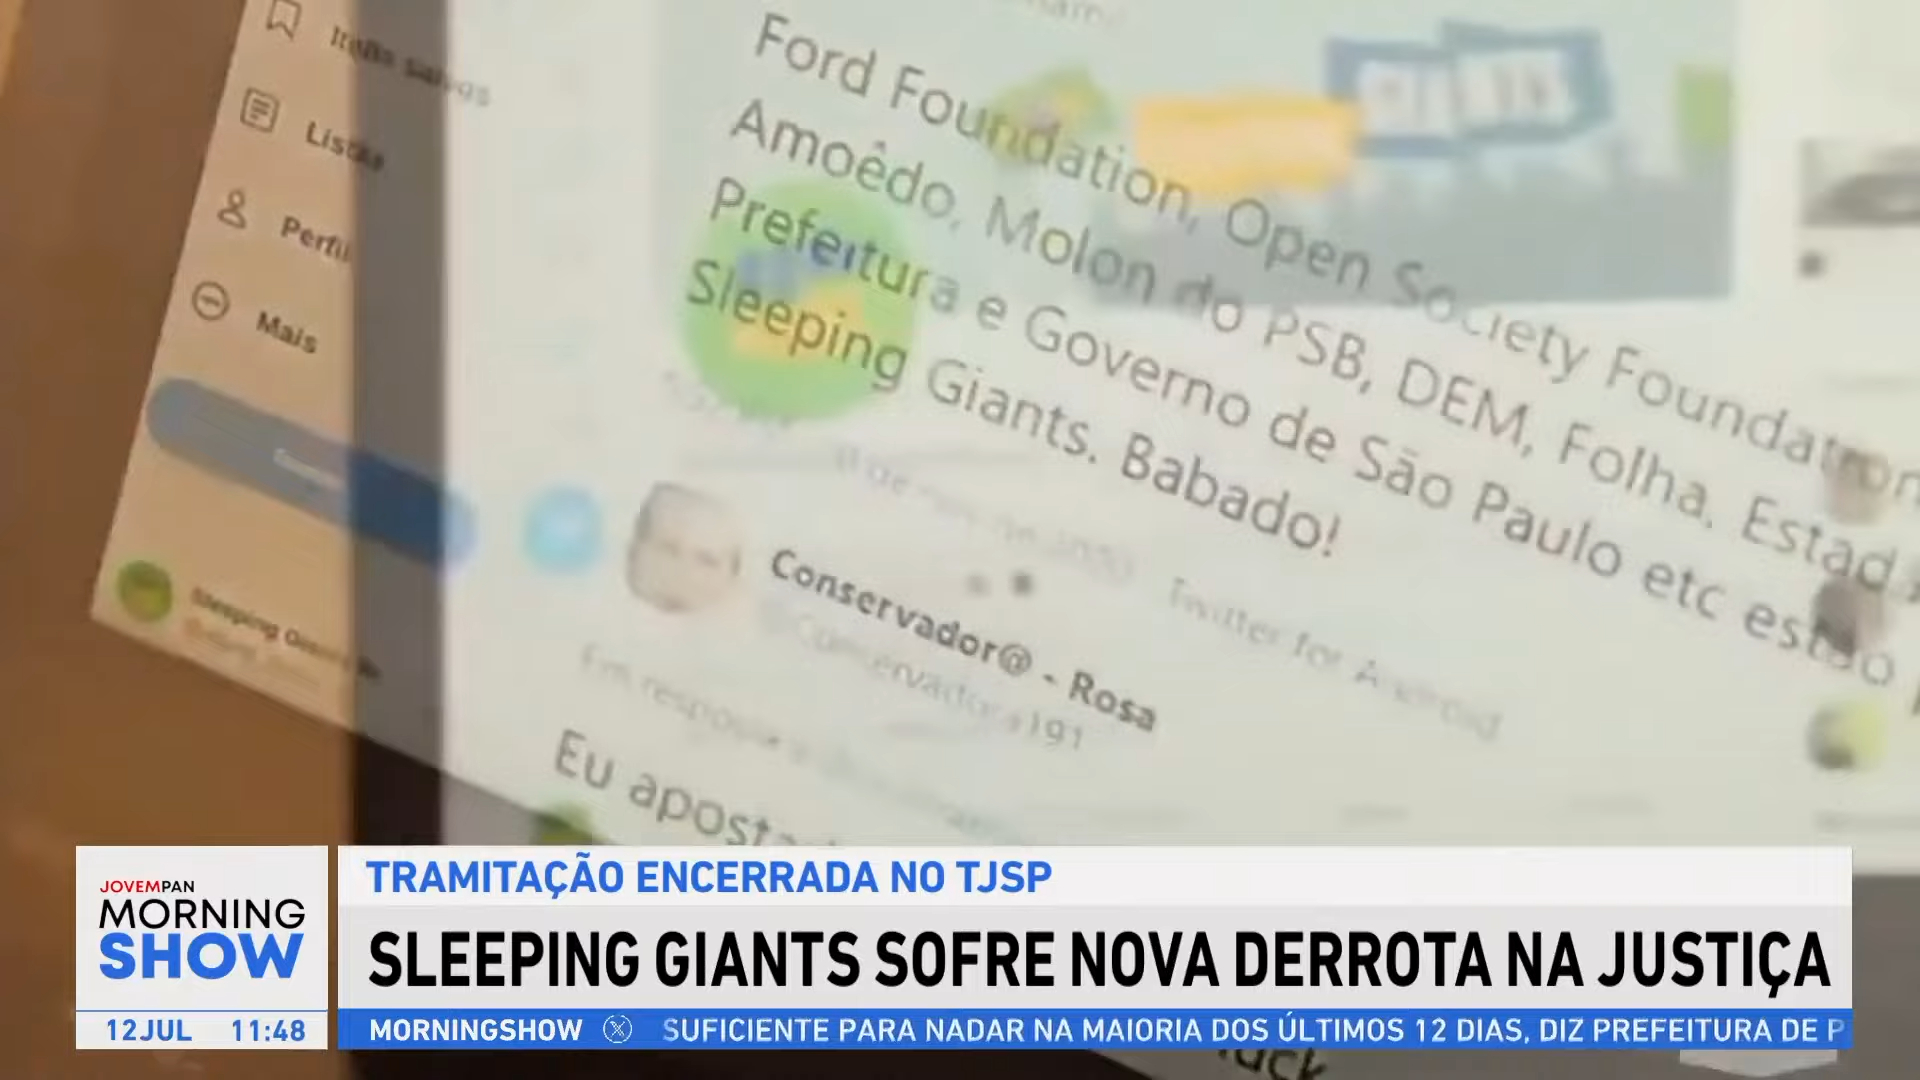 Listas
Perfil
Mais
Ford Foundation, Open Society Foundation
Amoêdo, Molon do PSB, DEM, Folha, Estad
Prefeitura e Governo de São Paulo etc estão
Sleeping Giants. Babado!
Twitter for Android
Conservador@ - Rosa
Sleeping
Eu aposta
TRAMITAÇÃO ENCERRADA NO TJSP
JOVEMPAN
MORNING
SHOW
SLEEPING GIANTS SOFRE NOVA DERROTA NA JUSTIÇA
12JUL 11:48
MORNINGSHOW SUFICIENTE PARA NADAR NA MAIORIA DOS ÚLTIMOS 12 DIAS, DIZ PREFEITURA DE P